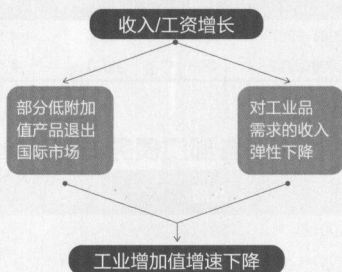 收入/工资增长
部分低附加
值产品退出
国际市场
对工业品
需求的收入
弹性下降
工业增加值增速下降